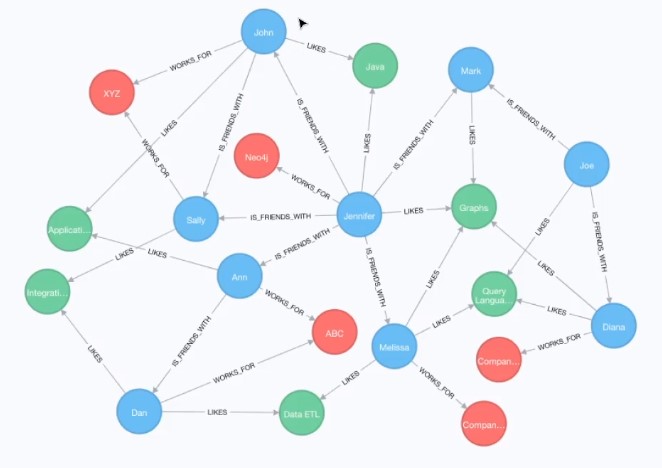 John
LIKES
WORKS_FOR
Java
Mark
XYZ
IS_FRIENDS_WITH
LIKES
IS_FRIENDS_WITH
IS_FRIENDS_WITH
LIKES
IS_FRIENDS_WITH
LIKES
WORKS_FOR
Neo4j
Joe
WORKS_FOR
Sally
IS_FRIENDS_WITH
Jennifer
LIKES
Graphs
Applicati...
LIKES
IS_FRIENDS_WITH
IS_FRIENDS_WITH
LIKES
LIKES
Ann
IS_FRIENDS_WITH
LIKES
LIKES
Integrati...
WORKS_FOR
Query
Langua...
LIKES
Diana
IS_FRIENDS_WITH
ABC
LIKES
Melissa
WORKS_FOR
LIKES
Compan...
WORKS_FOR
LIKES
WORKS_FOR
Dan
LIKES
Data ETL
Compan...